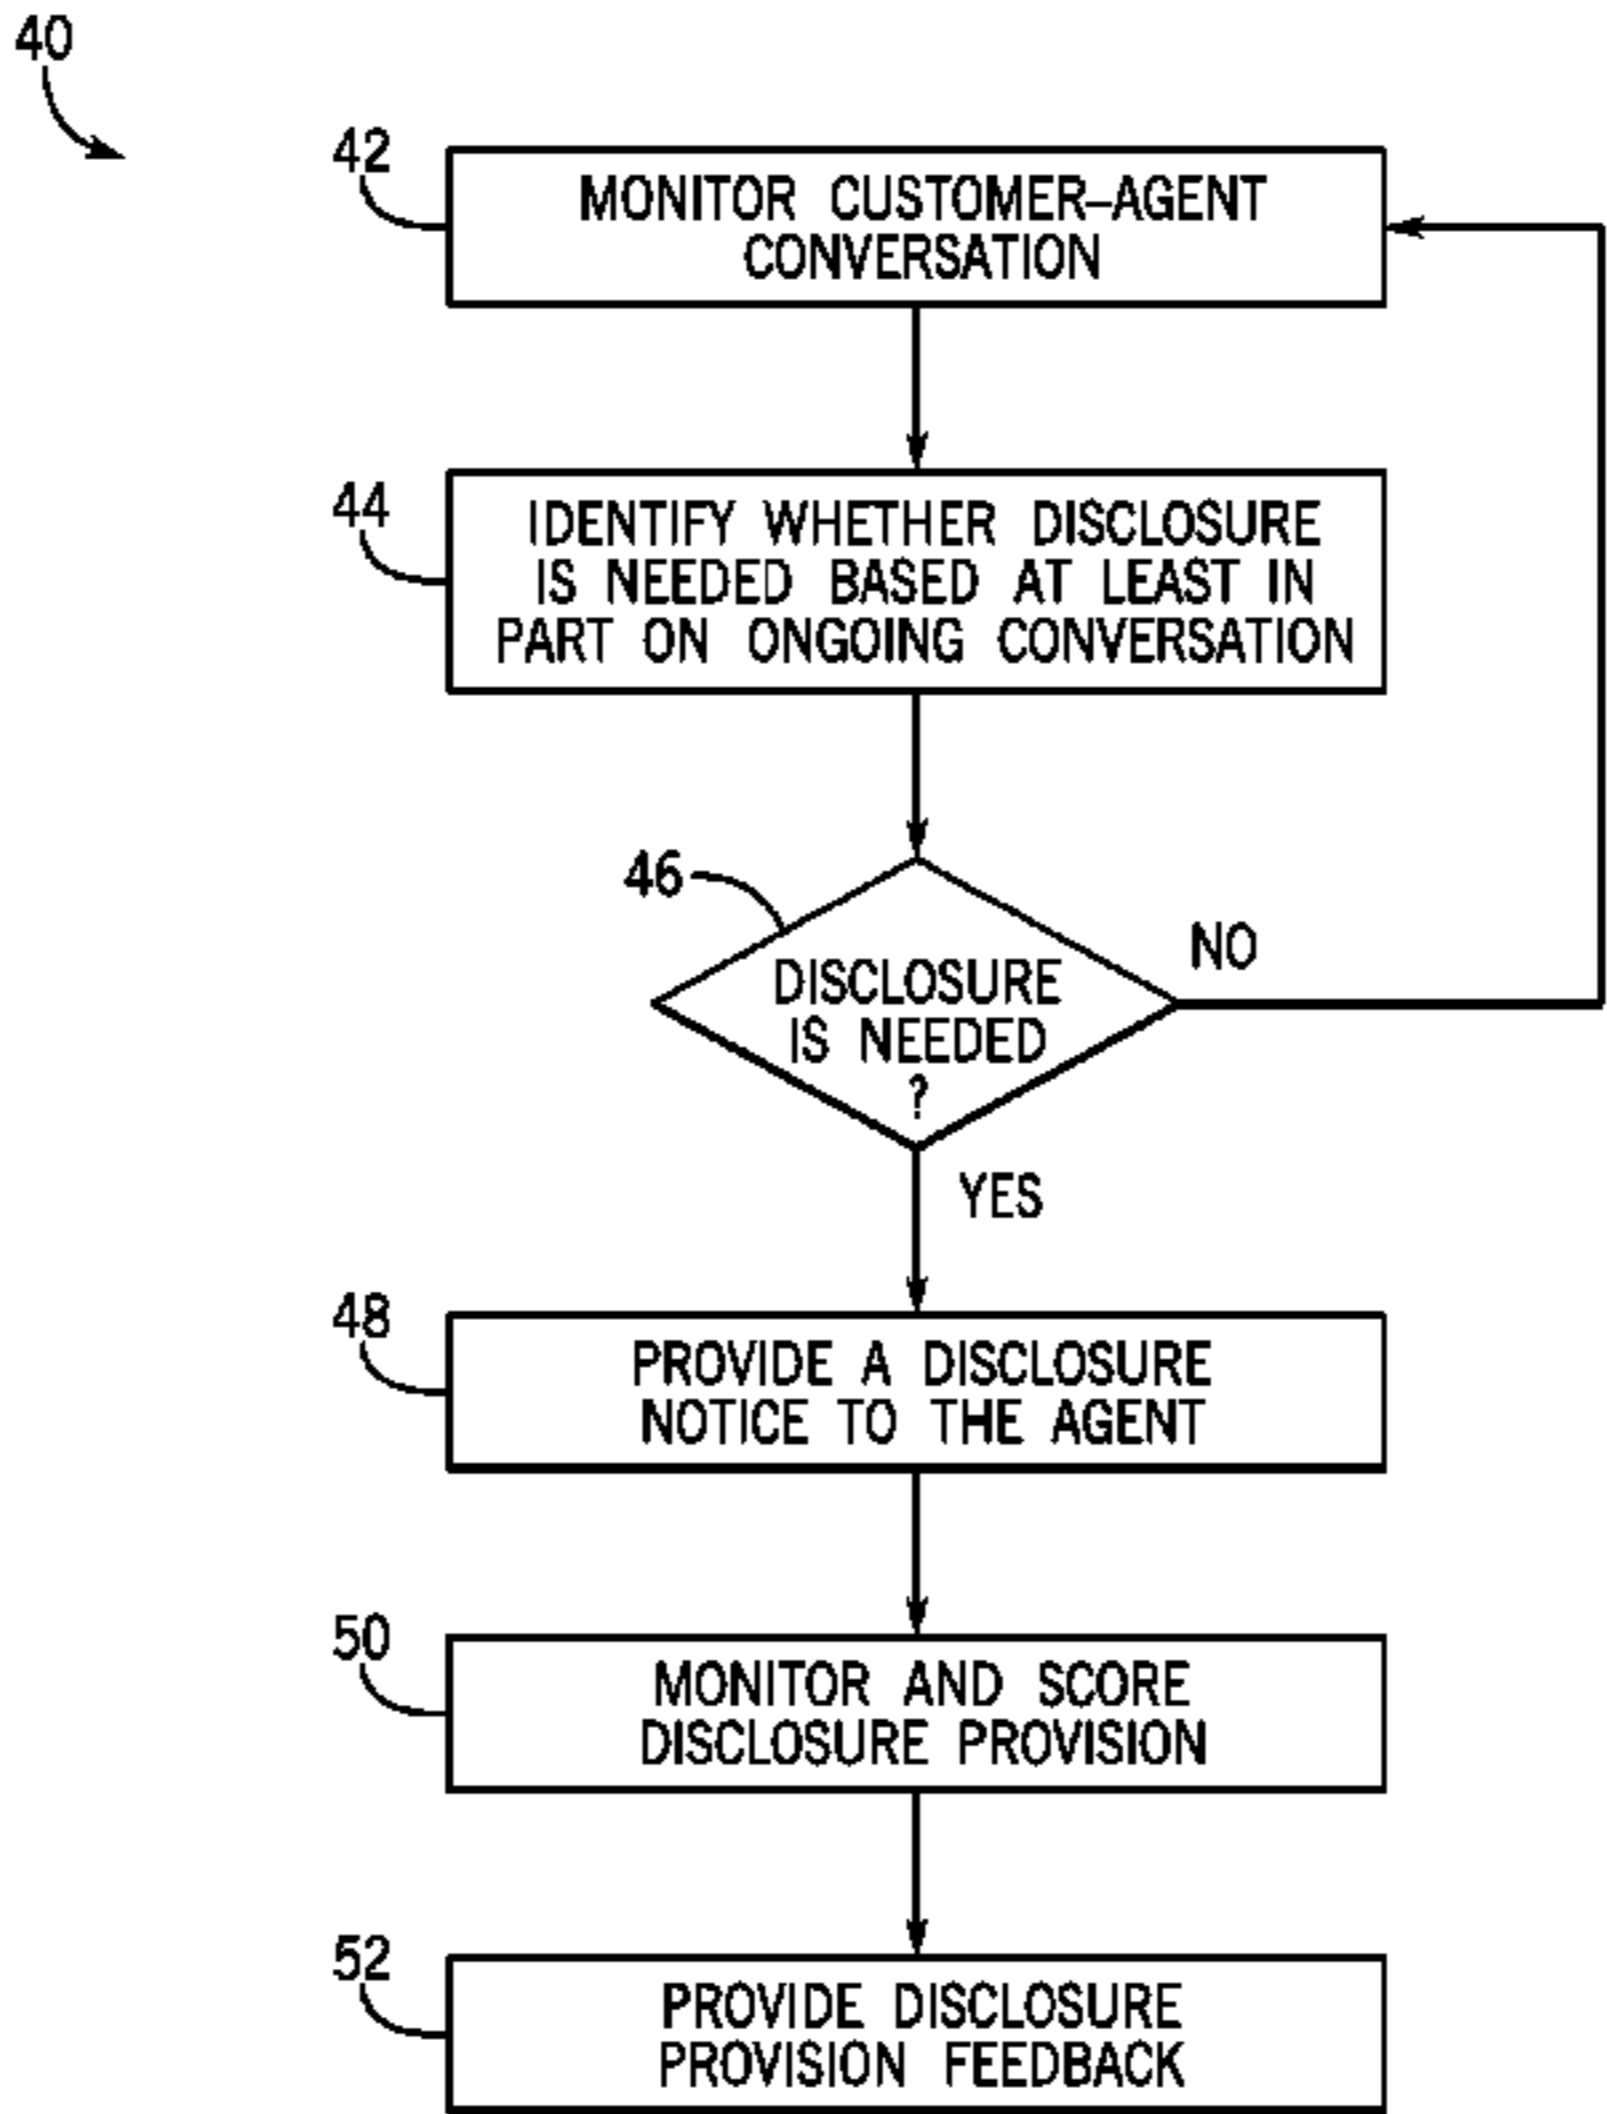 40
42
MONITOR CUSTOMER–AGENT
CONVERSATION
44
IDENTIFY WHETHER DISCLOSURE
IS NEEDED BASED AT LEAST IN
PART ON ONGOING CONVERSATION
46
DISCLOSURE
IS NEEDED
?
NO
YES
48
PROVIDE A DISCLOSURE
NOTICE TO THE AGENT
50
MONITOR AND SCORE
DISCLOSURE PROVISION
52
PROVIDE DISCLOSURE
PROVISION FEEDBACK